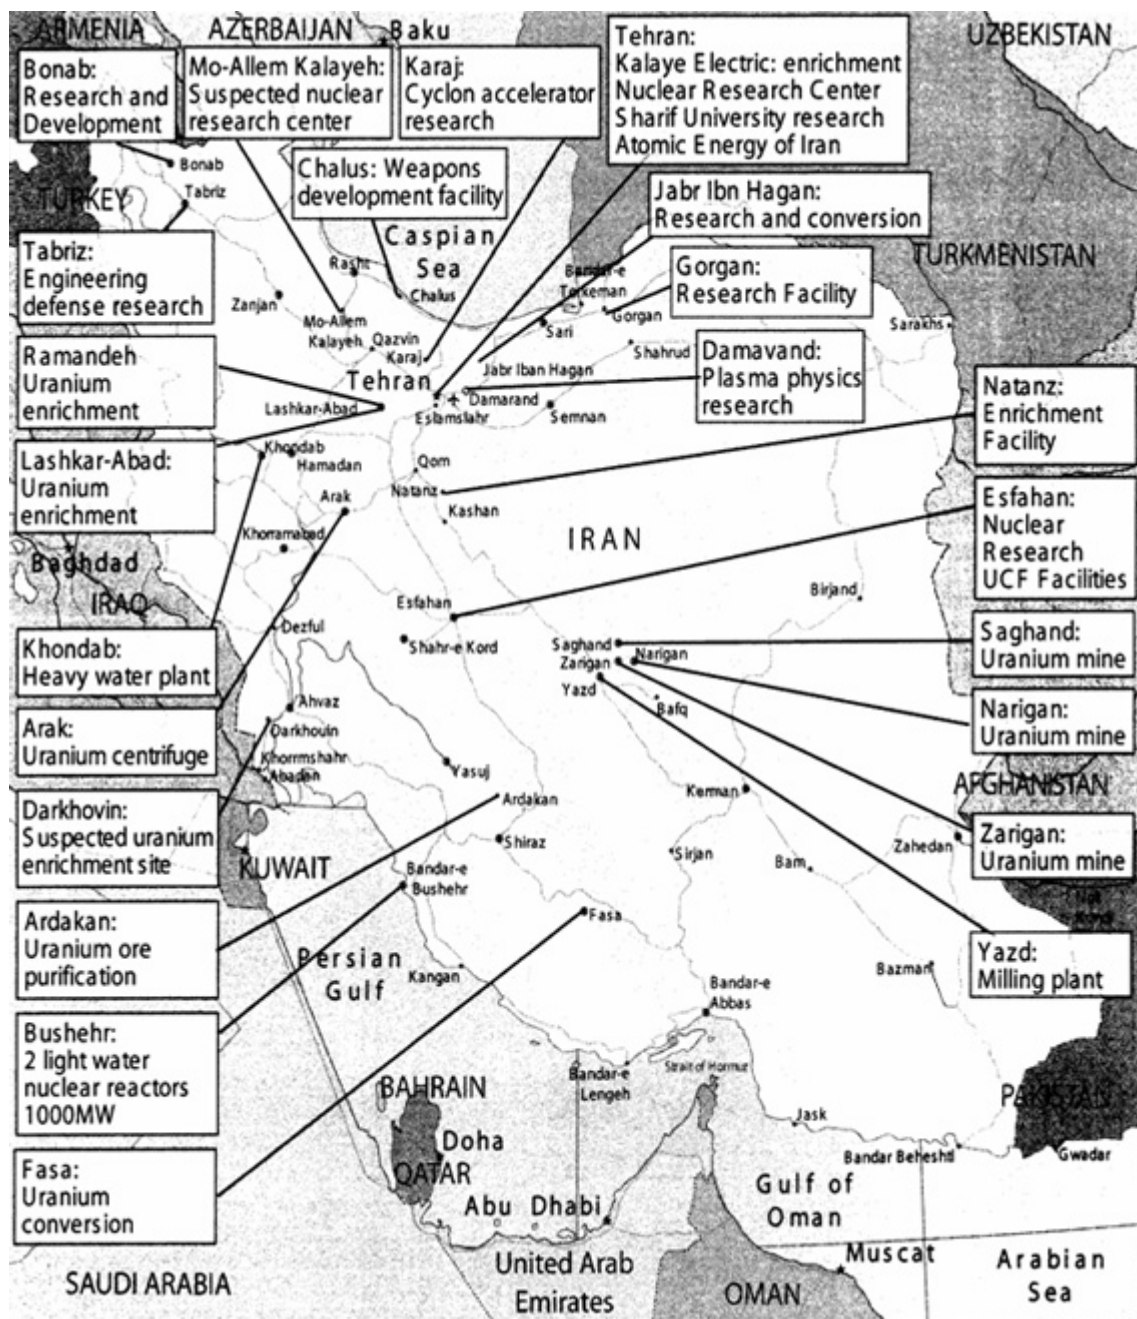 ARMENIA
AZERBAIJAN
Baku
UZBEKISTAN
Bonab:
Research and
Development
Mo-Allem Kalayeh:
Suspected nuclear
research center
Karaj:
Cyclon accelerator
research
Tehran:
Kalaye Electric: enrichment
Nuclear Research Center
Sharif University research
Atomic Energy of Iran
Chalus: Weapons
development facility
Jabr Ibn Hagan:
Research and conversion
Bonab
TURKEY
Tabriz
Tabriz:
Engineering
defense research
Caspian
Sea
Gorgan:
Research Facility
TURKMENISTAN
Rasht
Zanjan
Chalus
Bandar-e
Torkeman
Gorgan
Sari
Sarakhs
Mo-Allem
Kalayeh
Qazvin
Karaj
Shahrud
Jabr Iban Hagan
Damavand:
Plasma physics
research
Ramandeh
Uranium
enrichment
Tehran
Lashkar-Abad
Damarand
Eslamslahr
Semnan
Natanz:
Enrichment
Facility
Lashkar-Abad:
Uranium
enrichment
Khondab
Hamadan
Qom
Natanz
Kashan
Arak
Khorramabad
IRAN
Esfahan:
Nuclear
Research
UCF Facilities
Baghdad
IRAQ
Birjand
Esfahan
Dezful
Shahr-e Kord
Saghand
Zarigan
Narigan
Yazd
Bafq
Saghand:
Uranium mine
Khondab:
Heavy water plant
Narigan:
Uranium mine
Arak:
Uranium centrifuge
Ahvaz
Darkhouin
Khorrmshahr
Abadan
Yasuj
Ardakan
Kerman
AFGHANISTAN
Darkhovin:
Suspected uranium
enrichment site
Shiraz
Sirjan
Bam
Zahedan
Zarigan:
Uranium mine
KUWAIT
Bandar-e
Bushehr
Fasa
Ardakan:
Uranium ore
purification
Persian
Gulf
Kangan
Bazman
Yazd:
Milling plant
Bandar-e
Abbas
Bushehr:
2 light water
nuclear reactors
1000MW
Strait of Hormuz
Bandar-e
Lengeh
BAHRAIN
PAKISTAN
Jask
Doha
QATAR
Bandar Beheshti
Gwadar
Fasa:
Uranium
conversion
Abu Dhabi
Gulf of
Oman
Muscat
Arabian
Sea
United Arab
Emirates
SAUDI ARABIA
OMAN